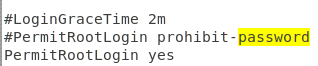 #LoginGraceTime 2m
#PermitRootLogin prohibit-password
PermitRootLogin yes